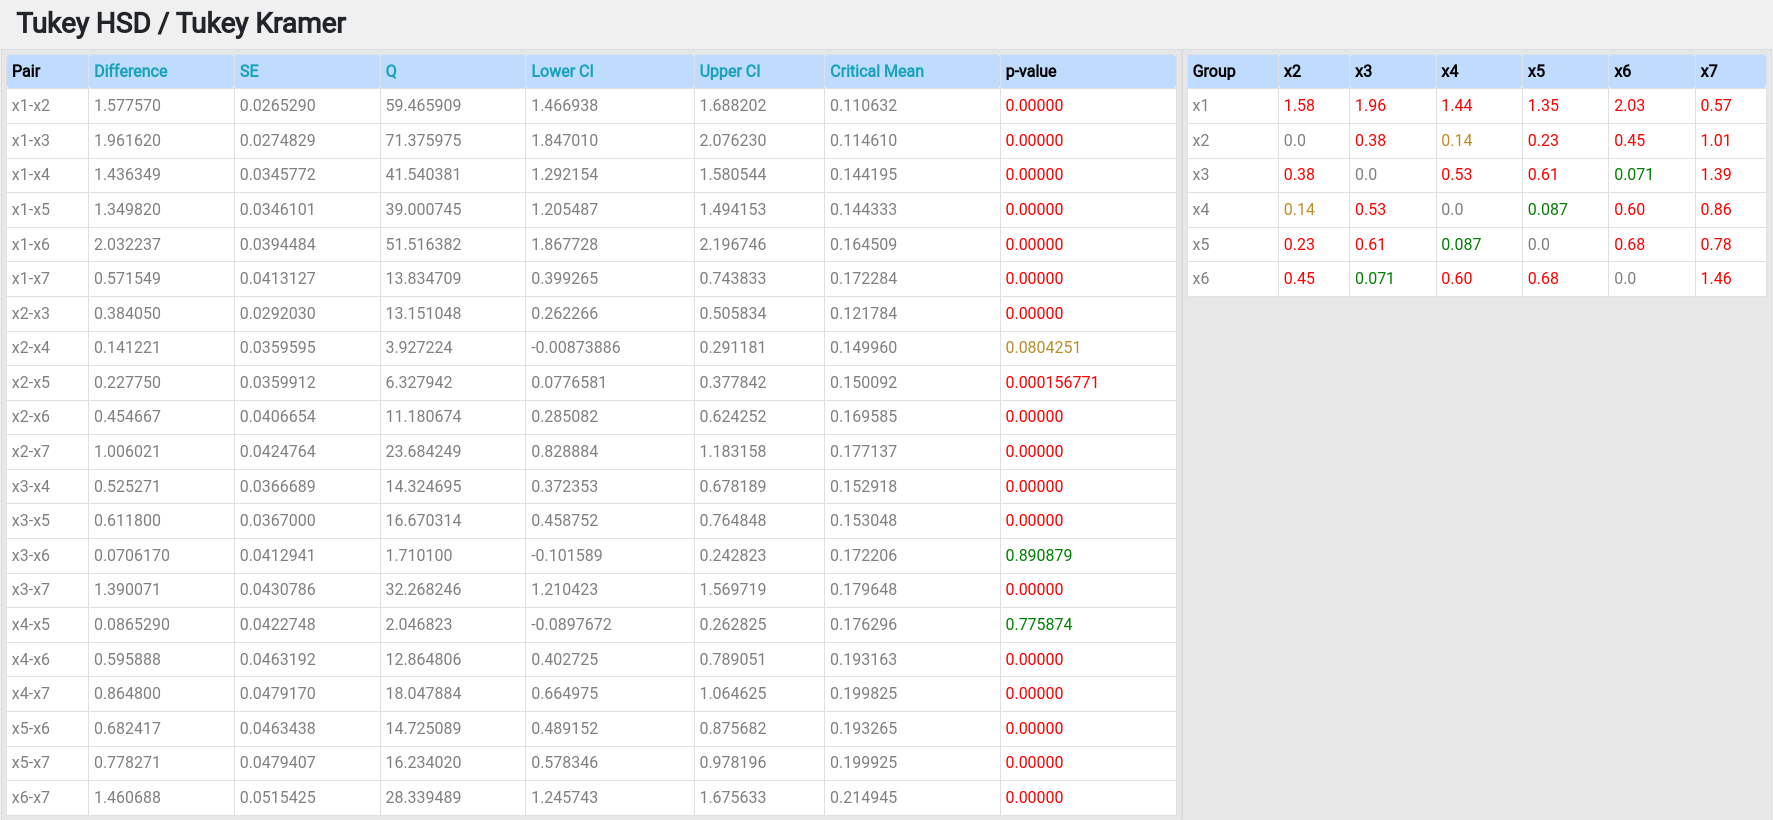 Tukey HSD / Tukey Kramer
Pair Difference SE Q Lower CI Upper CI Critical Mean p-value
x1-x2 1.577570 0.0265290 59.465909 1.466938 1.688202 0.110632 0.00000
x1-x3 1.961620 0.0274829 71.375975 1.847010 2.076230 0.114610 0.00000
x1-x4 1.436349 0.0345772 41.540381 1.292154 1.580544 0.144195 0.00000
x1-x5 1.349820 0.0346101 39.000745 1.205487 1.494153 0.144333 0.00000
x1-x6 2.032237 0.0394484 51.516382 1.867728 2.196746 0.164509 0.00000
x1-x7 0.571549 0.0413127 13.834709 0.399265 0.743833 0.172284 0.00000
x2-x3 0.384050 0.0292030 13.151048 0.262266 0.505834 0.121784 0.00000
x2-x4 0.141221 0.0359595 3.927224 -0.00873886 0.291181 0.149960 0.0804251
x2-x5 0.227750 0.0359912 6.327942 0.0776581 0.377842 0.150092 0.000156771
x2-x6 0.454667 0.0406654 11.180674 0.285082 0.624252 0.169585 0.00000
x2-x7 1.006021 0.0424764 23.684249 0.828884 1.183158 0.177137 0.00000
x3-x4 0.525271 0.0366689 14.324695 0.372353 0.678189 0.152918 0.00000
x3-x5 0.611800 0.0367000 16.670314 0.458752 0.764848 0.153048 0.00000
x3-x6 0.0706170 0.0412941 1.710100 -0.101589 0.242823 0.172206 0.890879
x3-x7 1.390071 0.0430786 32.268246 1.210423 1.569719 0.179648 0.00000
x4-x5 0.0865290 0.0422748 2.046823 -0.0897672 0.262825 0.176296 0.775874
x4-x6 0.595888 0.0463192 12.864806 0.402725 0.789051 0.193163 0.00000
x4-x7 0.864800 0.0479170 18.047884 0.664975 1.064625 0.199825 0.00000
x5-x6 0.682417 0.0463438 14.725089 0.489152 0.875682 0.193265 0.00000
x5-x7 0.778271 0.0479407 16.234020 0.578346 0.978196 0.199925 0.00000
x6-x7 1.460688 0.0515425 28.339489 1.245743 1.675633 0.214945 0.00000
Group x2 x3 x4 x5 x6 x7
x1 1.58 1.96 1.44 1.35 2.03 0.57
x2 0.0 0.38 0.14 0.23 0.45 1.01
x3 0.38 0.0 0.53 0.61 0.071 1.39
x4 0.14 0.53 0.0 0.087 0.60 0.86
x5 0.23 0.61 0.087 0.0 0.68 0.78
x6 0.45 0.071 0.60 0.68 0.0 1.46